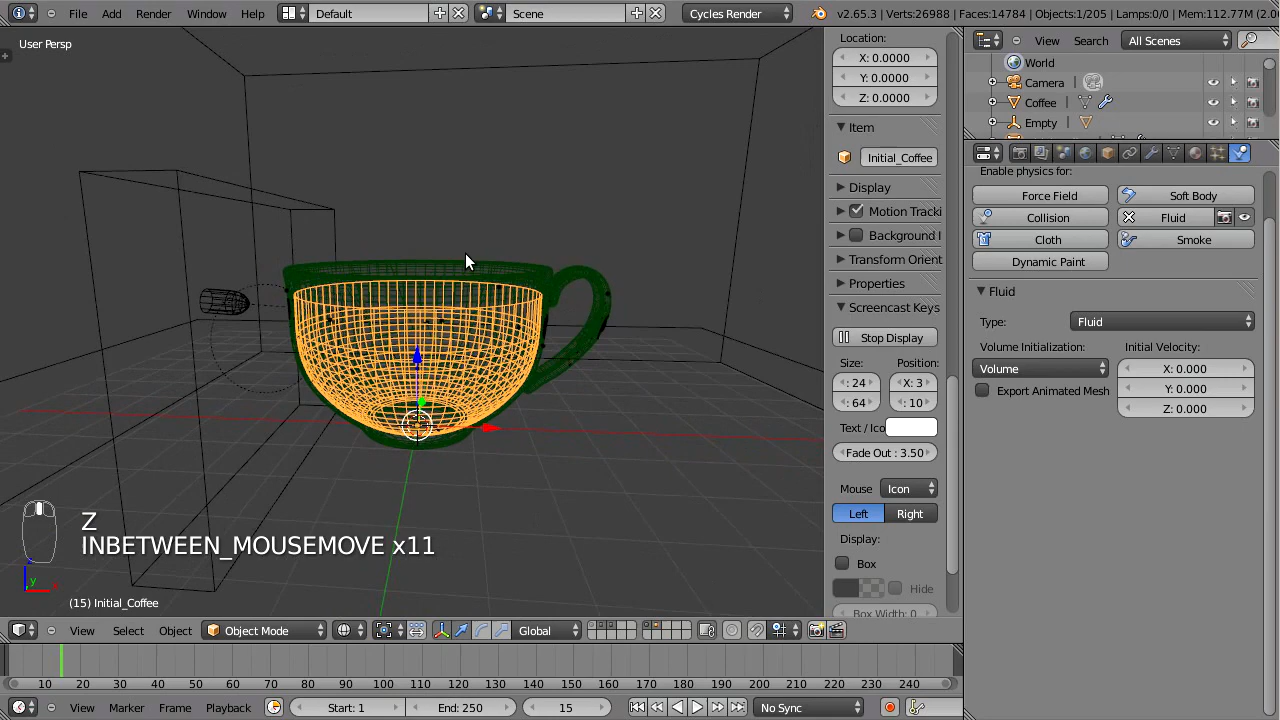 File Add Render Window Help Default Scene Cycles Render v2.65.3 | Verts:26988 | Faces:14784 | Objects:1/205 | Lamps:0/0 | Mem:112.77M (2.0
User Persp
Location:
X: 0.0000
Y: 0.0000
Z: 0.0000
Item
Initial_Coffee
Display
Motion Tracki
Background I
Transform Orient
Properties
Screencast Keys
Stop Display
Size: Position:
: 24 X: 3
: 64 : 10
Text / Ico
Fade Out : 3.50
Mouse Icon
Left Right
Display:
Box
Hide
Box Width: 0
View Search All Scenes
World
Camera
Coffee
Empty
Enable physics for:
Force Field Soft Body
Collision Fluid
Cloth Smoke
Dynamic Paint
Fluid
Type: Fluid
Volume Initialization: Initial Velocity:
Volume X: 0.000
Export Animated Mesh Y: 0.000
Z: 0.000
Z
INBETWEEN_MOUSEMOVE x11
y x
(15) Initial_Coffee
View Select Object Object Mode Global
10 20 30 40 50 60 70 80 90 100 110 120 130 140 150 160 170 180 190 200 210 220 230 240
View Marker Frame Playback Start: 1 End: 250 15 No Sync